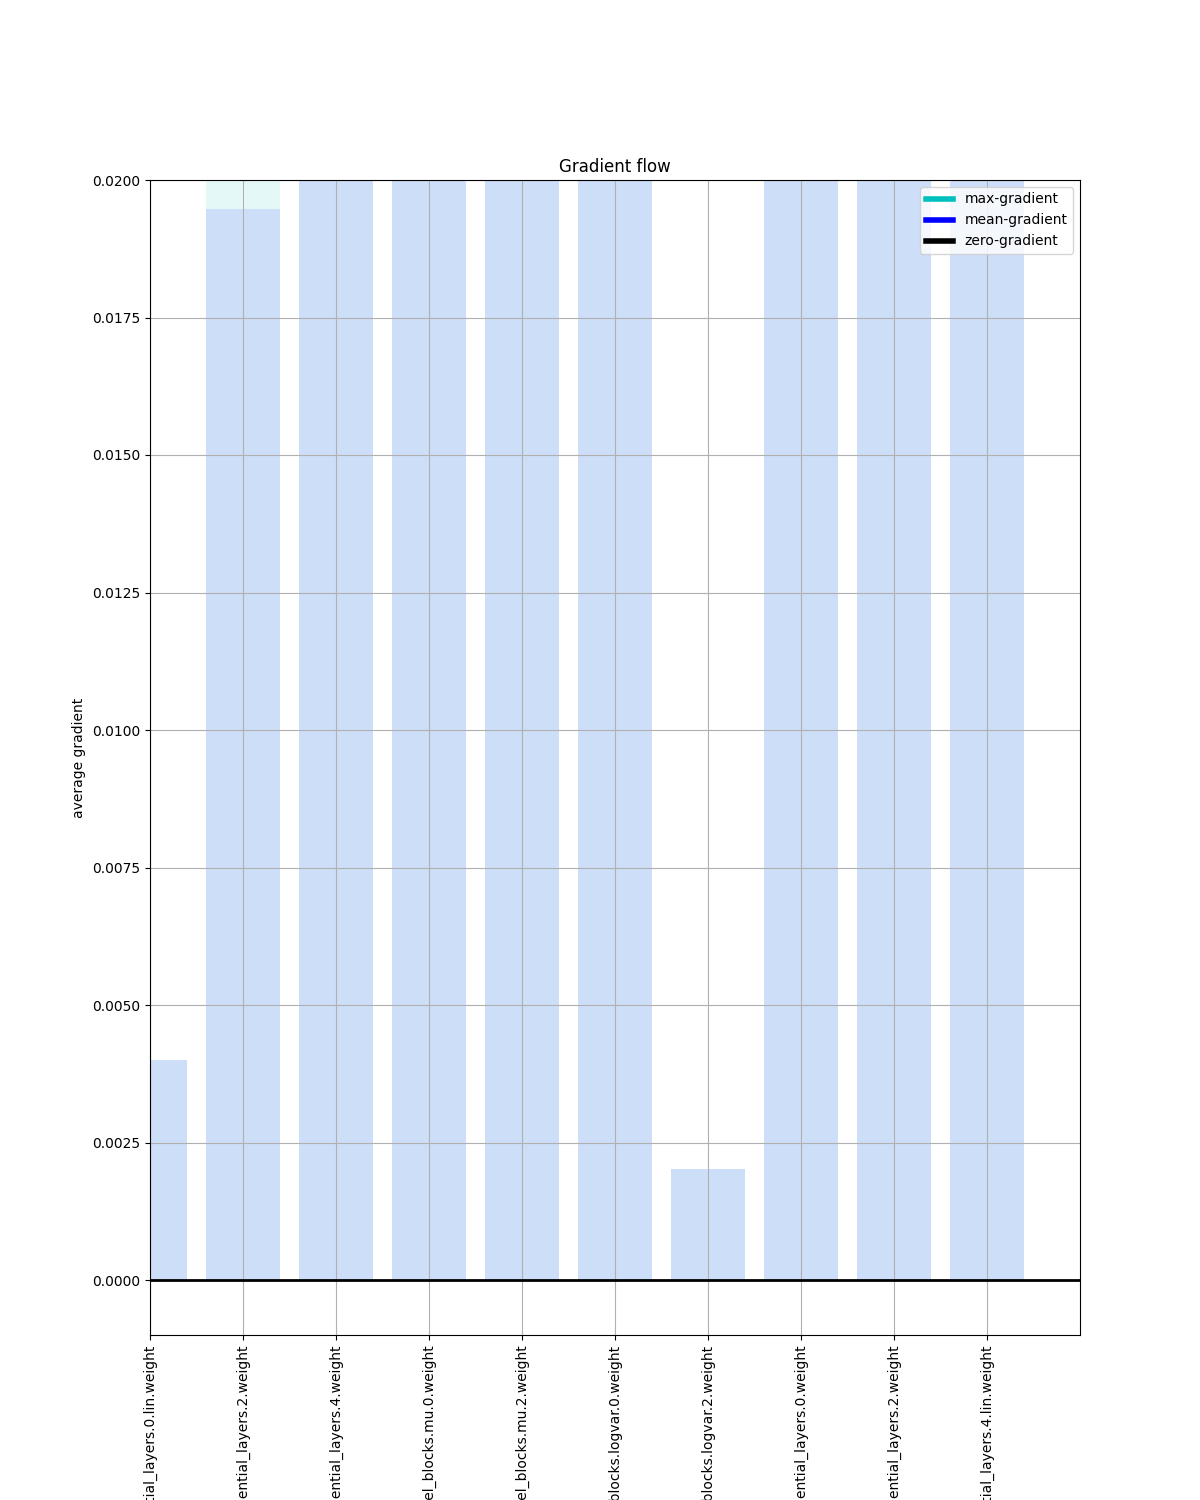 Gradient flow
max-gradient
mean-gradient
zero-gradient
0.0200
0.0175
0.0150
0.0125
0.0100
0.0075
0.0050
0.0025
0.0000
average gradient
tial_layers.0.lin.weight
ential_layers.2.weight
ential_layers.4.weight
el_blocks.mu.0.weight
el_blocks.mu.2.weight
blocks.logvar.0.weight
blocks.logvar.2.weight
ential_layers.0.weight
ential_layers.2.weight
tial_layers.4.lin.weight